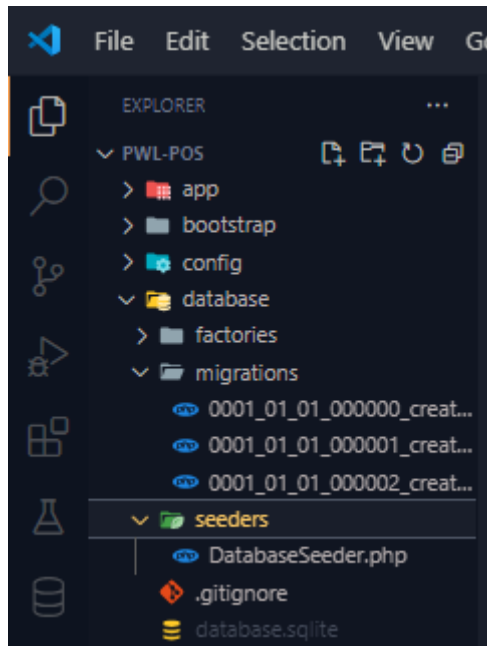 File Edit Selection View G
EXPLORER ...
PWL-POS
app
bootstrap
config
database
factories
migrations
0001_01_01_000000_creat...
0001_01_01_000001_creat...
0001_01_01_000002_creat...
seeders
php DatabaseSeeder.php
.gitignore
database.sqlite